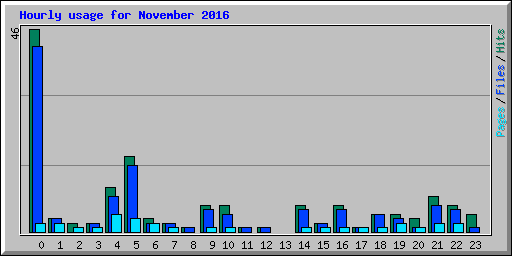 Hourly usage for November 2016
46
Pages/Files/Hits
0 1 2 3 4 5 6 7 8 9 10 11 12 13 14 15 16 17 18 19 20 21 22 23